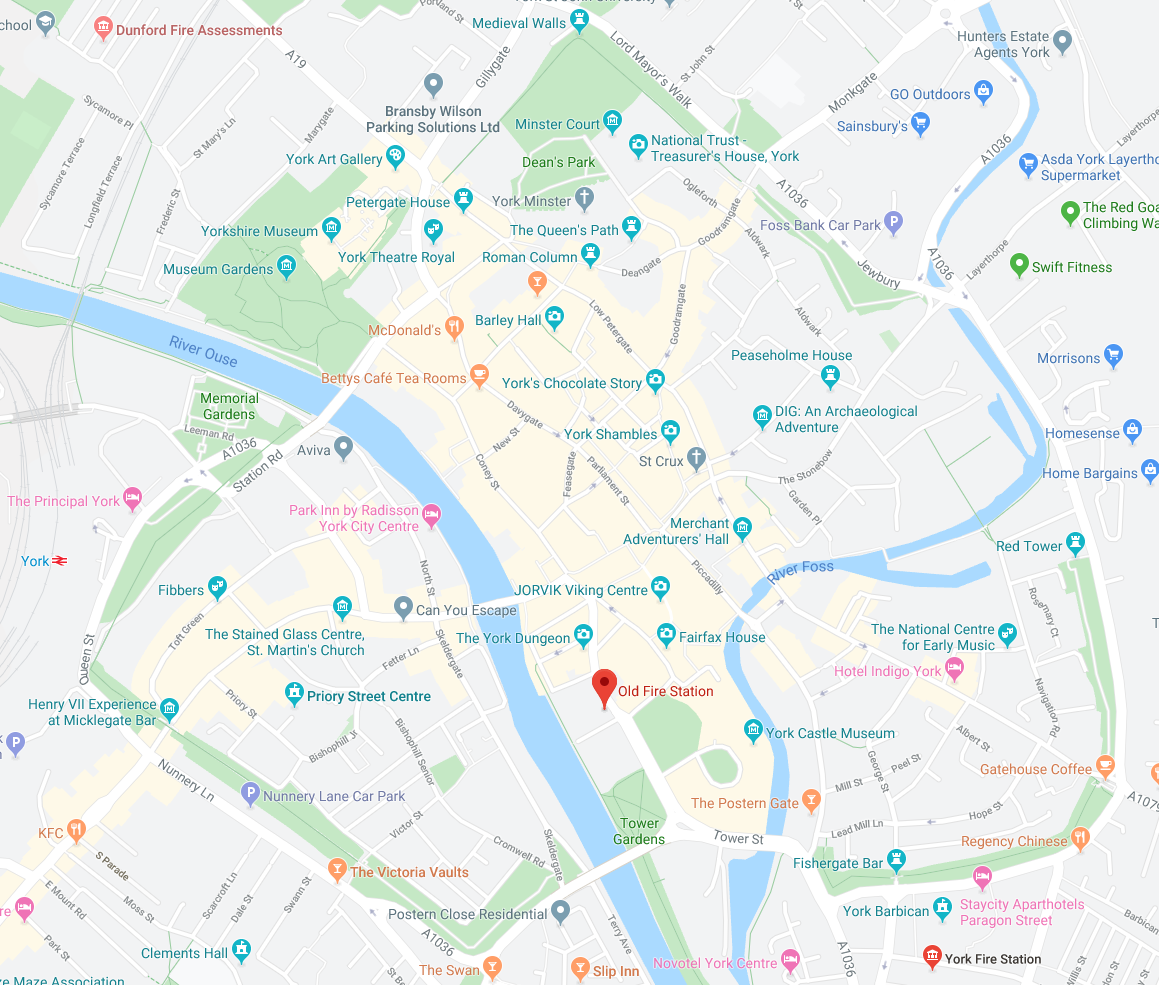 Portland St
chool
Dunford Fire Assessments
A19
Medieval Walls
Gillygate
Lord Mayor's Walk
St John St
Monkgate
Hunters Estate
Agents York
GO Outdoors
Sainsbury's
Layerthorpe
A1036
Asda York Layertho
Supermarket
Bransby Wilson
Parking Solutions Ltd
Minster Court
National Trust -
Treasurer's House, York
Sycamore Pl
St Mary's Ln
Marygate
York Art Gallery
Dean's Park
Sycamore Terrace
Longfield Terrace
Frederic St
Petergate House
York Minster
Ogleforth
A1036
The Red Goa
Climbing Wa
Yorkshire Museum
York Theatre Royal
The Queen's Path
Goodramgate
Aldwark
Foss Bank Car Park
Museum Gardens
Roman Column
Deangate
Jewbury
A1036
Layerthorpe
Swift Fitness
River Ouse
McDonald's
Barley Hall
Low Petergate
Goodramgate
Aldwark
Peaseholme House
Morrisons
Bettys Café Tea Rooms
York's Chocolate Story
Memorial
Gardens
Leeman Rd
A1036
Station Rd
Aviva
Davygate
New St
York Shambles
DIG: An Archaeological
Adventure
Homesense
Home Bargains
Coney St
Feasegate
Parliament St
St Crux
The Stonebow
Garden Pl
The Principal York
Park Inn by Radisson
York City Centre
Merchant
Adventurers' Hall
Red Tower
York
Piccadilly
River Foss
Fibbers
North St
JORVIK Viking Centre
Can You Escape
Rosemary Ct
The Stained Glass Centre,
St. Martin's Church
Toft Green
Fetter Ln
Skeldergate
The York Dungeon
Fairfax House
The National Centre
for Early Music
Queen St
Hotel Indigo York
Priory St
Priory Street Centre
Old Fire Station
Navigation Rd
Henry VII Experience
at Micklegate Bar
Bishophill Jr
York Castle Museum
Albert St
George St
Peel St
Nunnery Ln
Bishophill Senior
Mill St
Gatehouse Coffee
A1079
Nunnery Lane Car Park
The Postern Gate
Hope St
KFC
Victor St
Tower
Gardens
Tower St
Lead Mill Ln
Regency Chinese
S Parade
Cromwell Rd
Skeldergate
Fishergate Bar
The Victoria Vaults
E Mount Rd
Moss St
Scarcroft Ln
Dale St
Swann St
Postern Close Residential
York Barbican
Staycity Aparthotels
Paragon Street
re
Park St
Clements Hall
A1036
Terry Ave
A1036
Barbican
The Swan
Slip Inn
Novotel York Centre
York Fire Station
Willis St
ze Maze Association